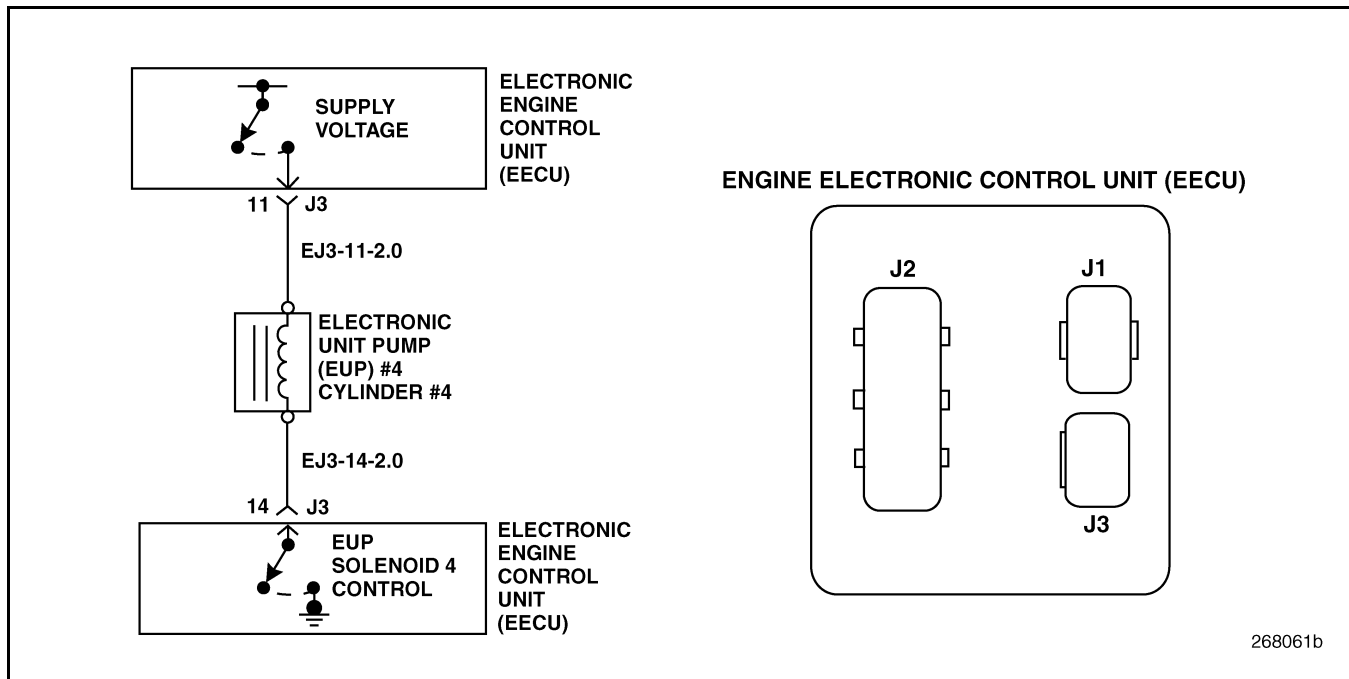 SUPPLY
VOLTAGE
ELECTRONIC
ENGINE
CONTROL
UNIT
(EECU)
11 J3
EJ3-11-2.0
ELECTRONIC
UNIT PUMP
(EUP) #4
CYLINDER #4
EJ3-14-2.0
14 J3
EUP
SOLENOID 4
CONTROL
ELECTRONIC
ENGINE
CONTROL
UNIT
(EECU)
ENGINE ELECTRONIC CONTROL UNIT (EECU)
J2
J1
J3
268061b